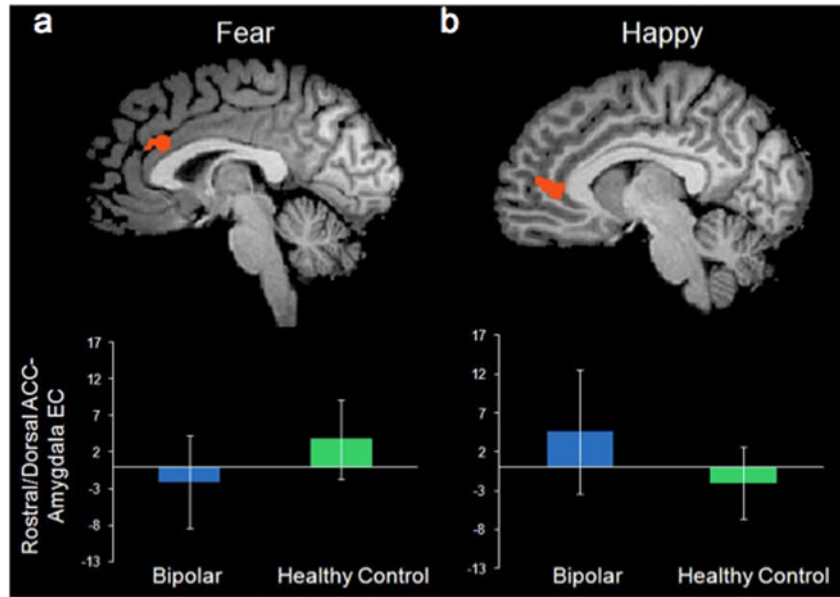 a
Fear
b
Happy
Rostral/Dorsal ACC-
Amygdala EC
17
12
7
2
-3
-8
-13
Bipolar
Healthy Control
17
12
7
2
-3
-8
-13
Bipolar
Healthy Control